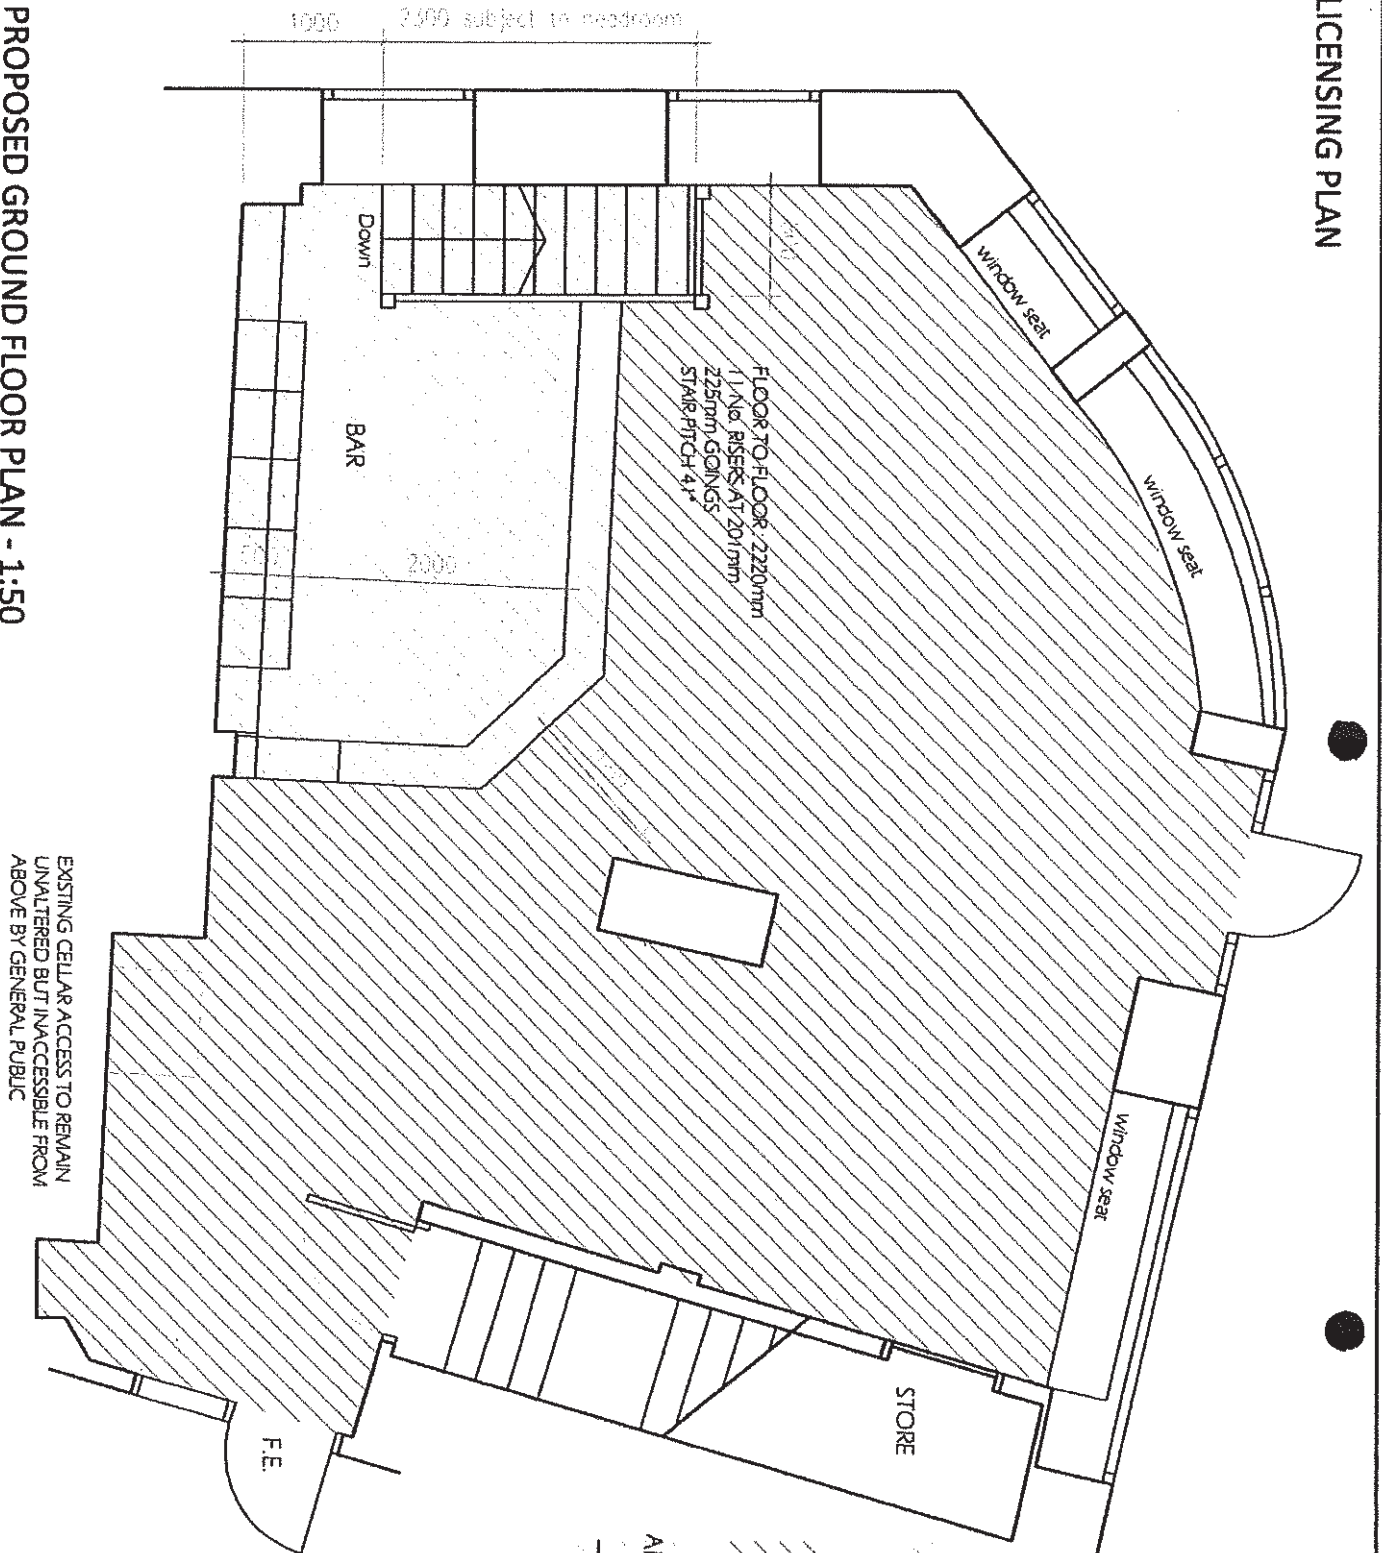 LICENSING PLAN
1000
2300 subject to headroom
window seat
window seat
window seat
FLOOR TO FLOOR : 2220mm
11 No. RISERS AT 201mm
225mm GOINGS
STAIR PITCH 41°
Down
BAR
2000
STORE
F.E.
EXISTING CELLAR ACCESS TO REMAIN
UNALTERED BUT INACCESSIBLE FROM
ABOVE BY GENERAL PUBLIC
PROPOSED GROUND FLOOR PLAN - 1:50